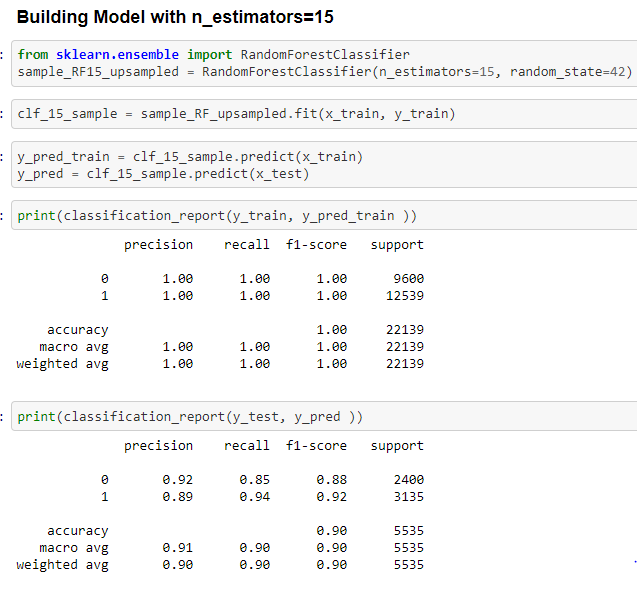 Building Model with n_estimators=15
: from sklearn.ensemble import RandomForestClassifier
sample_RF15_upsampled = RandomForestClassifier(n_estimators=15, random_state=42)
: clf_15_sample = sample_RF_upsampled.fit(x_train, y_train)
: y_pred_train = clf_15_sample.predict(x_train)
y_pred = clf_15_sample.predict(x_test)
: print(classification_report(y_train, y_pred_train ))
precision recall f1-score support
0 1.00 1.00 1.00 9600
1 1.00 1.00 1.00 12539
accuracy 1.00 22139
macro avg 1.00 1.00 1.00 22139
weighted avg 1.00 1.00 1.00 22139
: print(classification_report(y_test, y_pred ))
precision recall f1-score support
0 0.92 0.85 0.88 2400
1 0.89 0.94 0.92 3135
accuracy 0.90 5535
macro avg 0.91 0.90 0.90 5535
weighted avg 0.90 0.90 0.90 5535